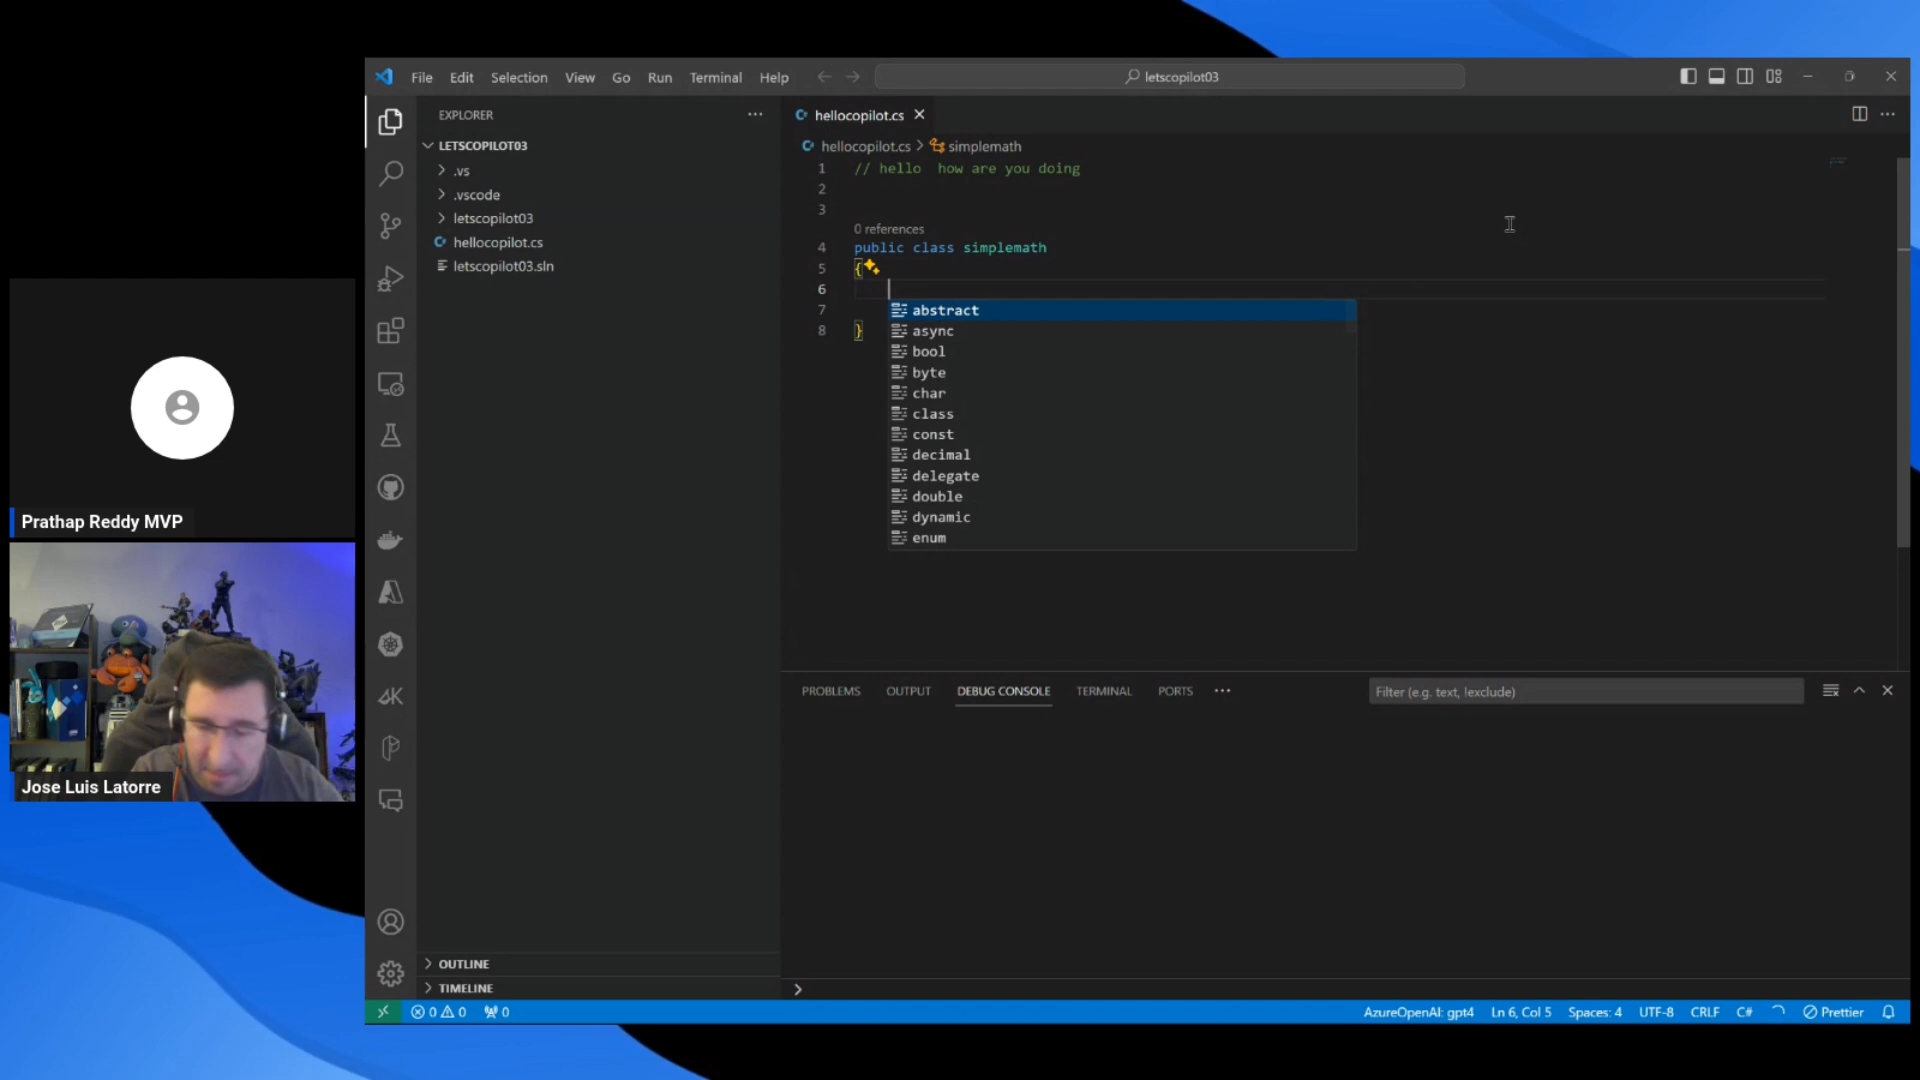 File Edit Selection View Go Run Terminal Help
letscopilot03
EXPLORER
LETSCOPILOT03
.vs
.vscode
letscopilot03
hellocopilot.cs
letscopilot03.sln
hellocopilot.cs
hellocopilot.cs > simplemath
1 // hello  how are you doing
2
3
0 references
4 public class simplemath
5 {
6
7
8 }
abstract
async
bool
byte
char
class
const
decimal
delegate
double
dynamic
enum
PROBLEMS OUTPUT DEBUG CONSOLE TERMINAL PORTS
Filter (e.g. text, !exclude)
Prathap Reddy MVP
Jose Luis Latorre
OUTLINE
TIMELINE
0 0 0
AzureOpenAI: gpt4 Ln 6, Col 5 Spaces: 4 UTF-8 CRLF C# Prettier